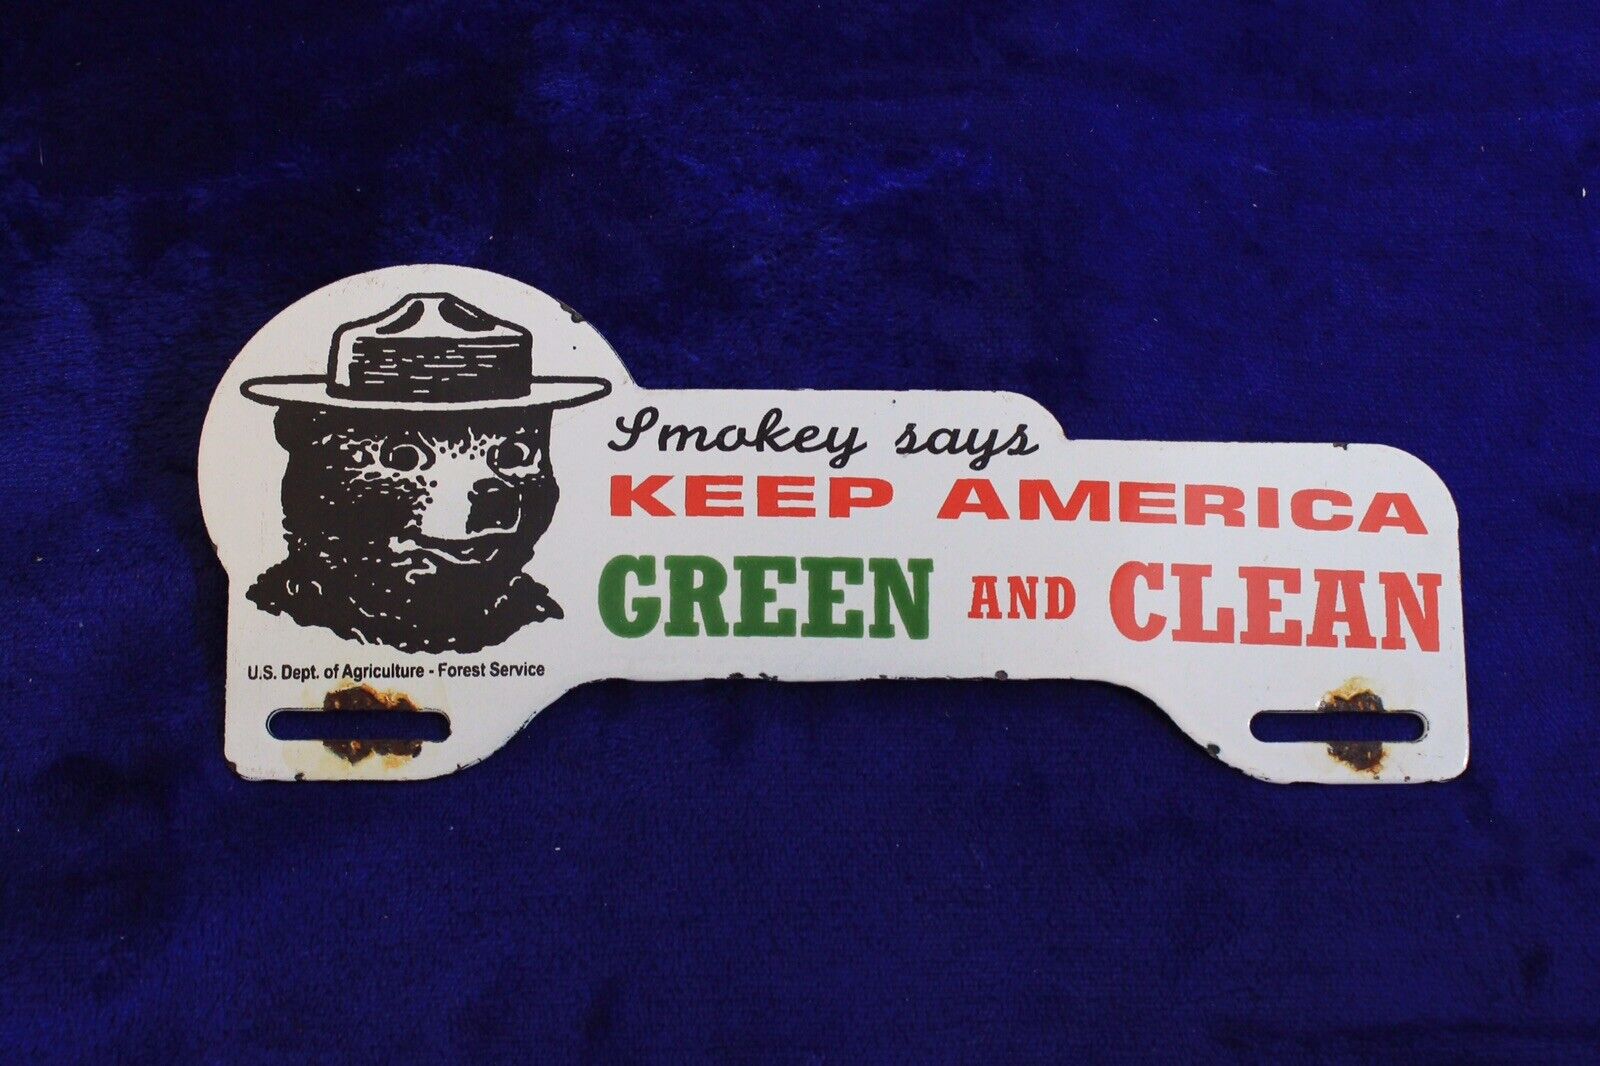 Smokey says
KEEP AMERICA
GREEN AND CLEAN
U.S. Dept. of Agriculture - Forest Service